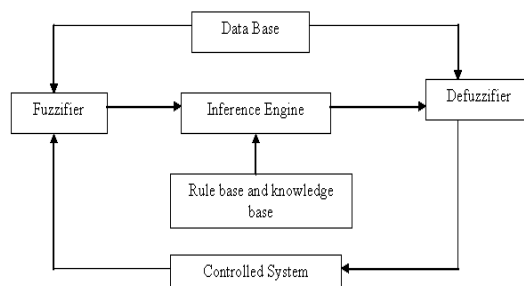 Data Base
Fuzzifier
Inference Engine
Defuzzifier
Rule base and knowledge
base
Controlled System